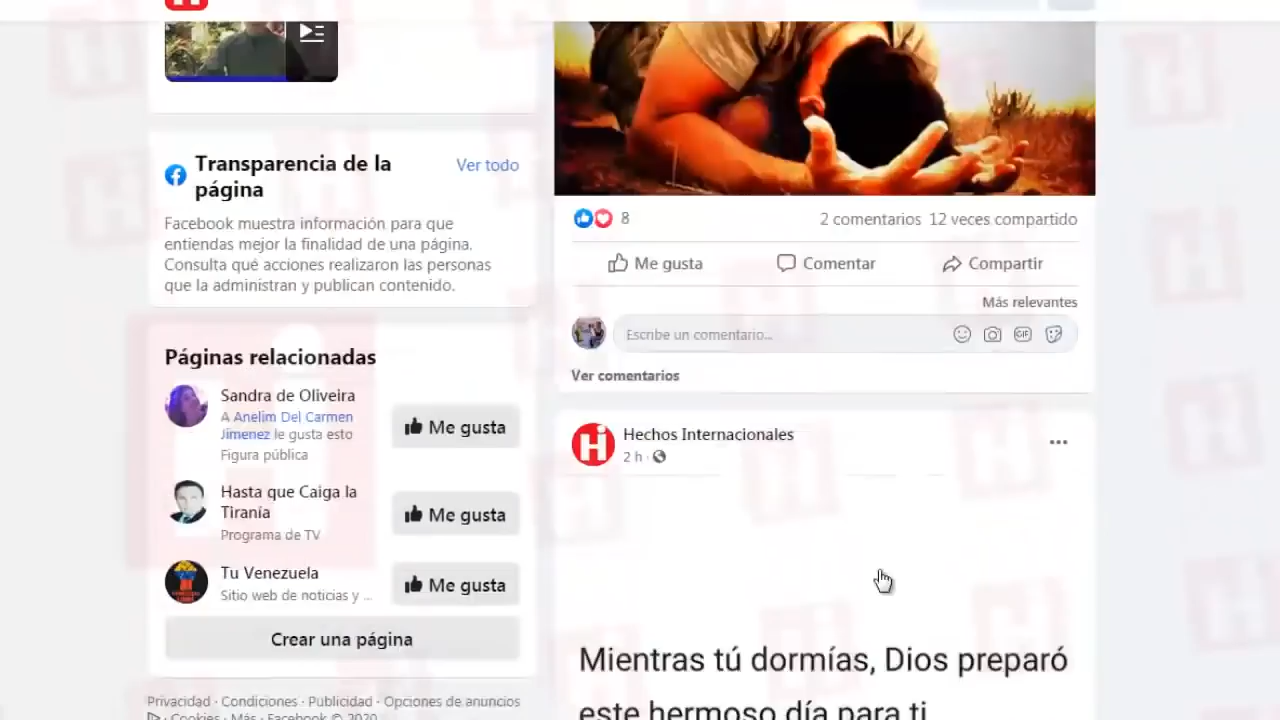 Transparencia de la
página
Ver todo
Facebook muestra información para que
entiendas mejor la finalidad de una página.
Consulta qué acciones realizaron las personas
que la administran y publican contenido.
Páginas relacionadas
Sandra de Oliveira
A Anelim Del Carmen
Jimenez le gusta esto
Figura pública
Me gusta
Hasta que Caiga la
Tiranía
Programa de TV
Me gusta
Tu Venezuela
Sitio web de noticias y ...
Me gusta
Crear una página
Privacidad · Condiciones · Publicidad · Opciones de anuncios
· Cookies · Más · Facebook © 2020
8
2 comentarios 12 veces compartido
Me gusta Comentar Compartir
Más relevantes
Escribe un comentario...
GIF
Ver comentarios
Hi
Hechos Internacionales
2 h ·
Mientras tú dormías, Dios preparó
este hermoso día para ti